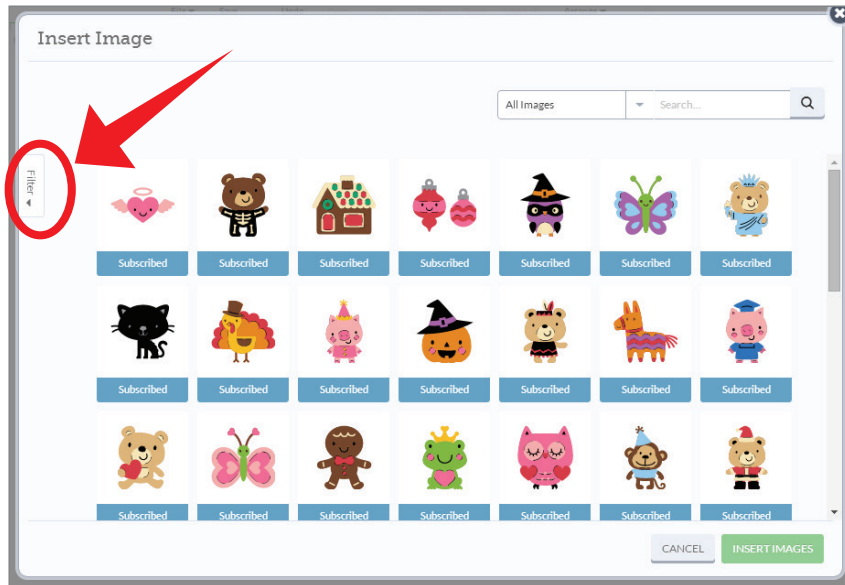 Insert Image
All Images Search...
Filter
Subscribed Subscribed Subscribed Subscribed Subscribed Subscribed Subscribed
Subscribed Subscribed Subscribed Subscribed Subscribed Subscribed Subscribed
Subscribed Subscribed Subscribed Subscribed Subscribed Subscribed Subscribed
CANCEL INSERT IMAGES